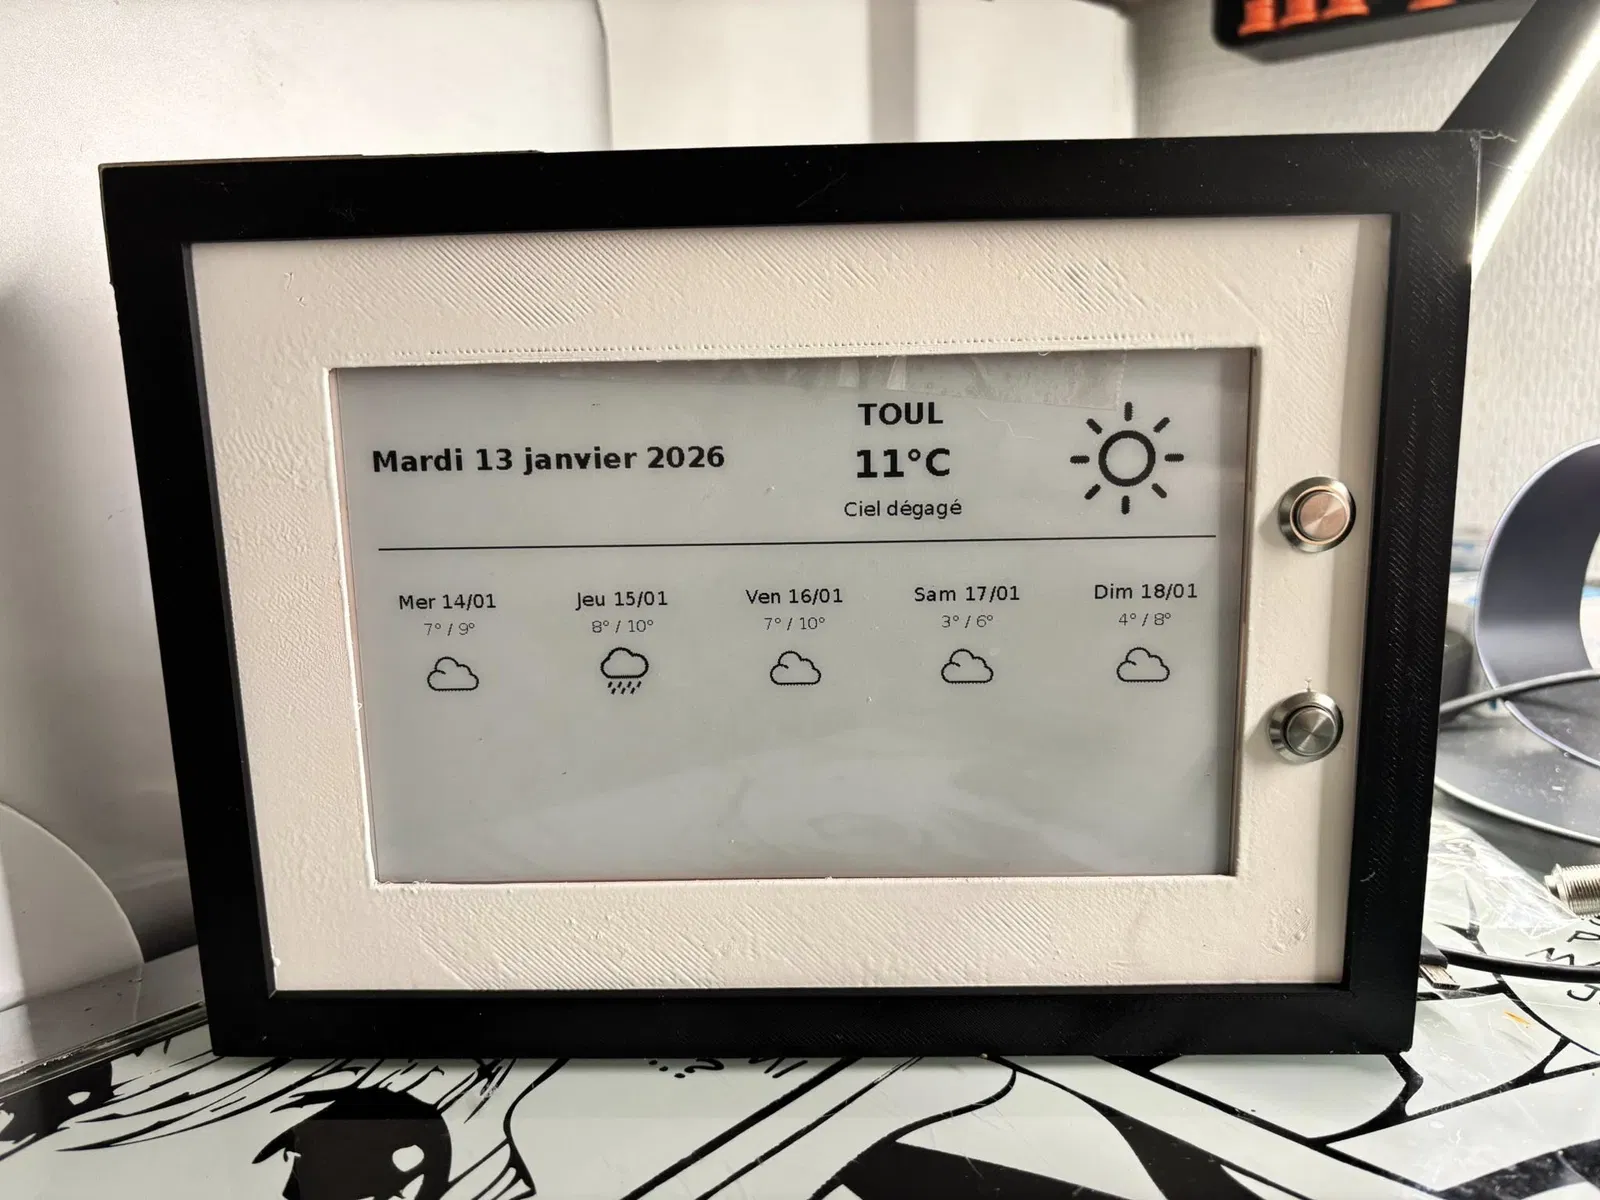 Mardi 13 janvier 2026
TOUL
11°C
Ciel dégagé
Mer 14/01
7° / 9°
Jeu 15/01
8° / 10°
Ven 16/01
7° / 10°
Sam 17/01
3° / 6°
Dim 18/01
4° / 8°